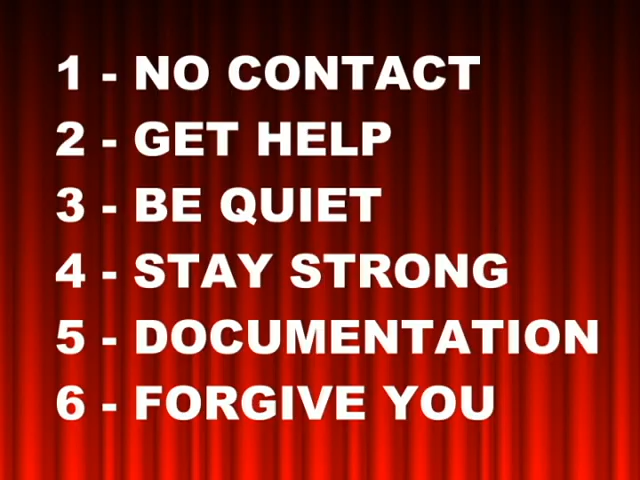 1 - NO CONTACT
2 - GET HELP
3 - BE QUIET
4 - STAY STRONG
5 - DOCUMENTATION
6 - FORGIVE YOU